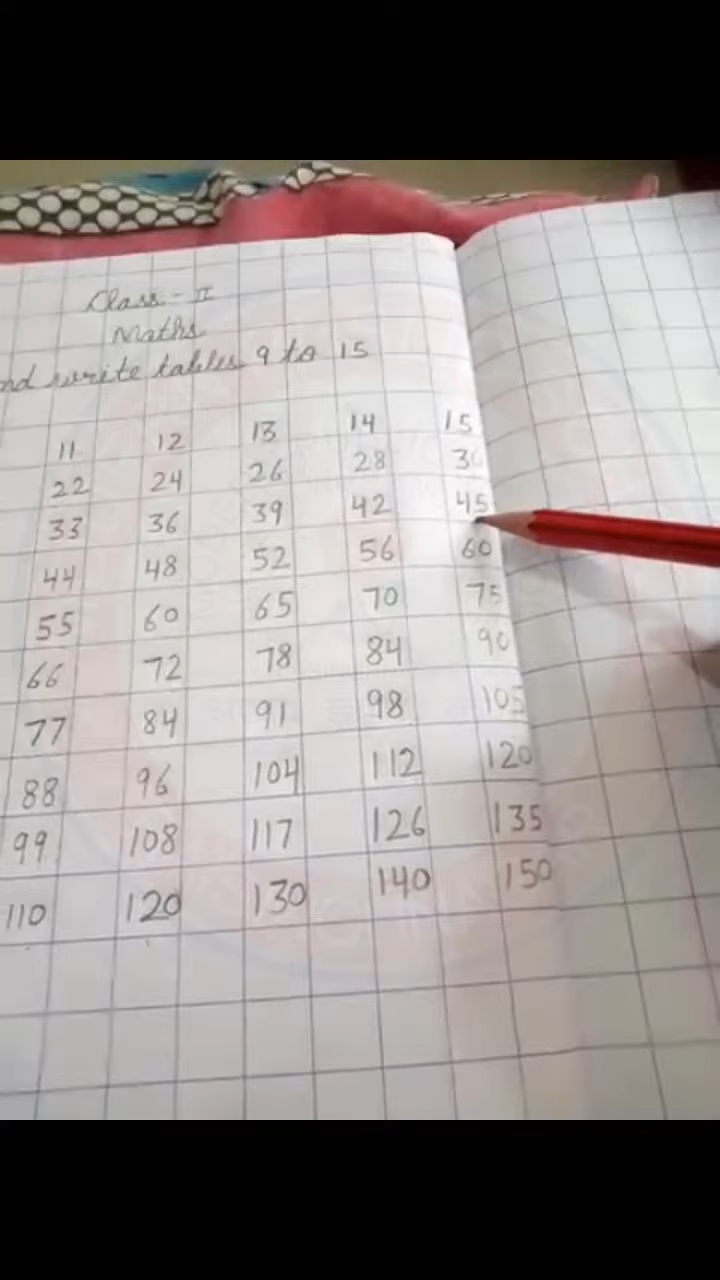 Class - II
Maths
nd write tables 9 to 15
11 12 13 14 15
22 24 26 28 30
33 36 39 42 45
44 48 52 56 60
55 60 65 70 75
66 72 78 84 90
77 84 91 98 105
88 96 104 112 120
99 108 117 126 135
110 120 130 140 150